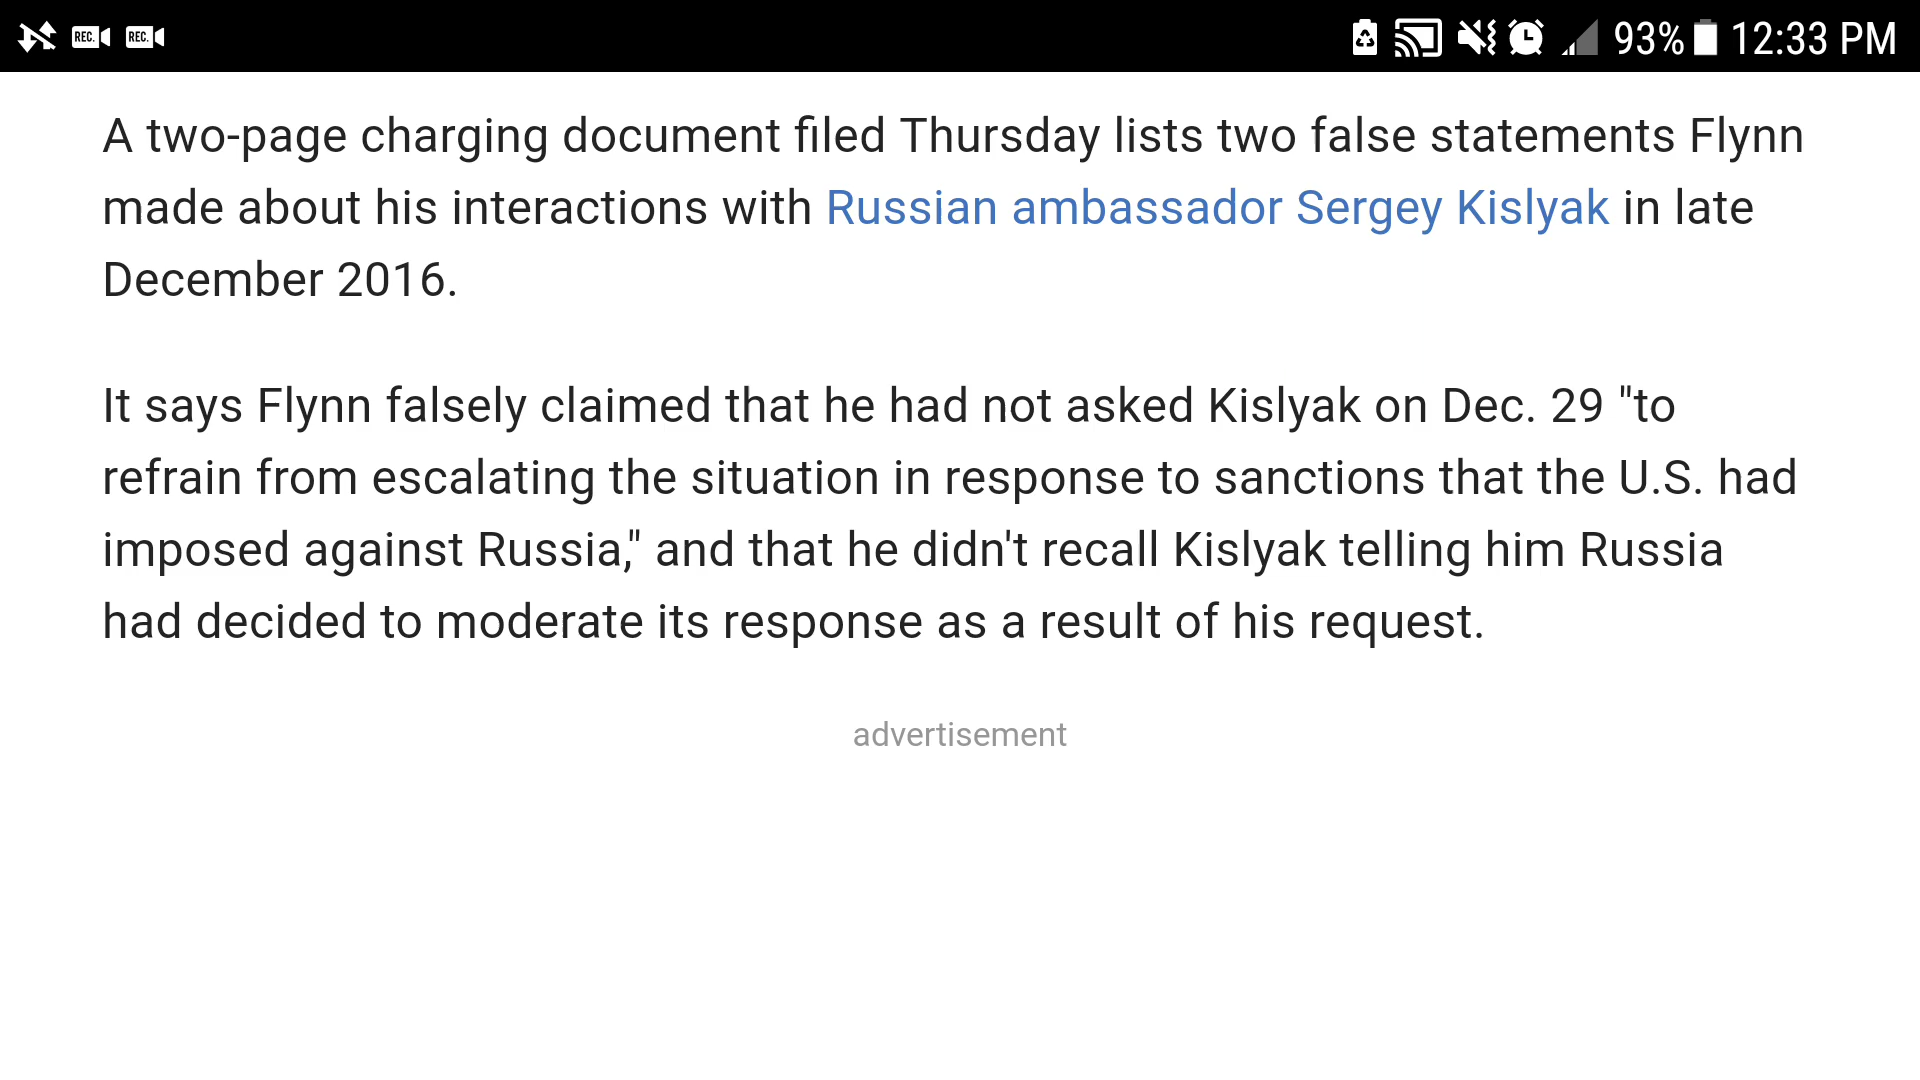 REC. REC. 93% 12:33 PM
A two-page charging document filed Thursday lists two false statements Flynn
made about his interactions with Russian ambassador Sergey Kislyak in late
December 2016.
It says Flynn falsely claimed that he had not asked Kislyak on Dec. 29 "to
refrain from escalating the situation in response to sanctions that the U.S. had
imposed against Russia," and that he didn't recall Kislyak telling him Russia
had decided to moderate its response as a result of his request.
advertisement